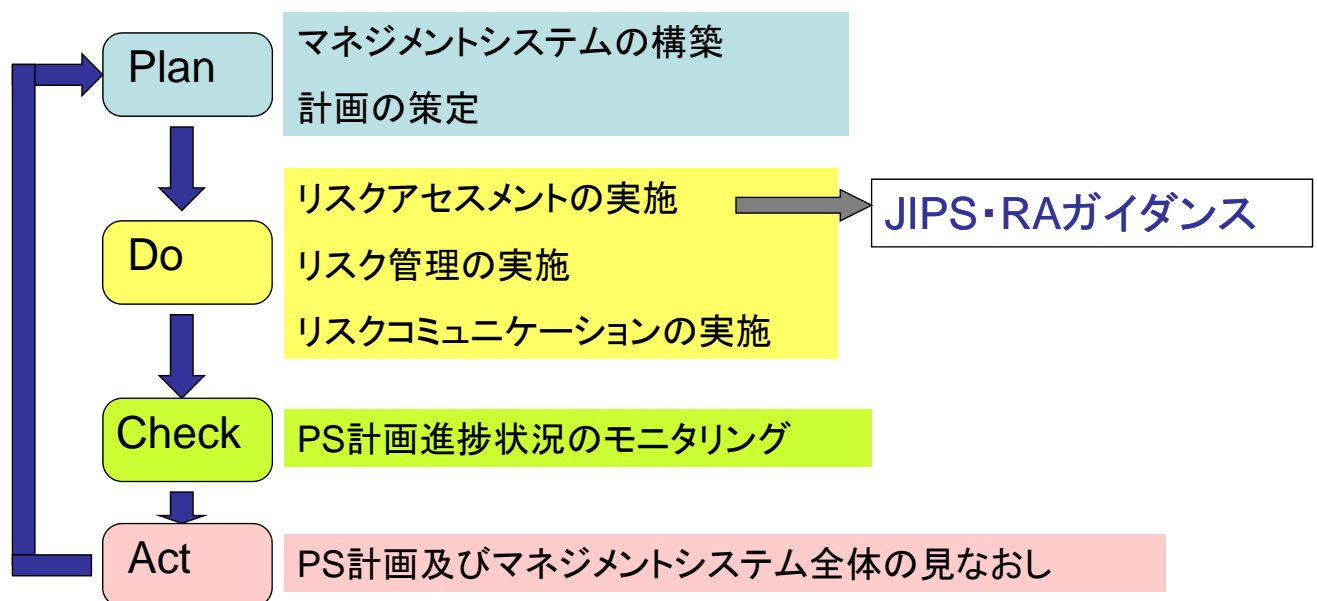 Plan
マネジメントシステムの構築
計画の策定
Do
リスクアセスメントの実施
JIPS・RAガイダンス
リスク管理の実施
リスクコミュニケーションの実施
Check
PS計画進捗状況のモニタリング
Act
PS計画及びマネジメントシステム全体の見なおし